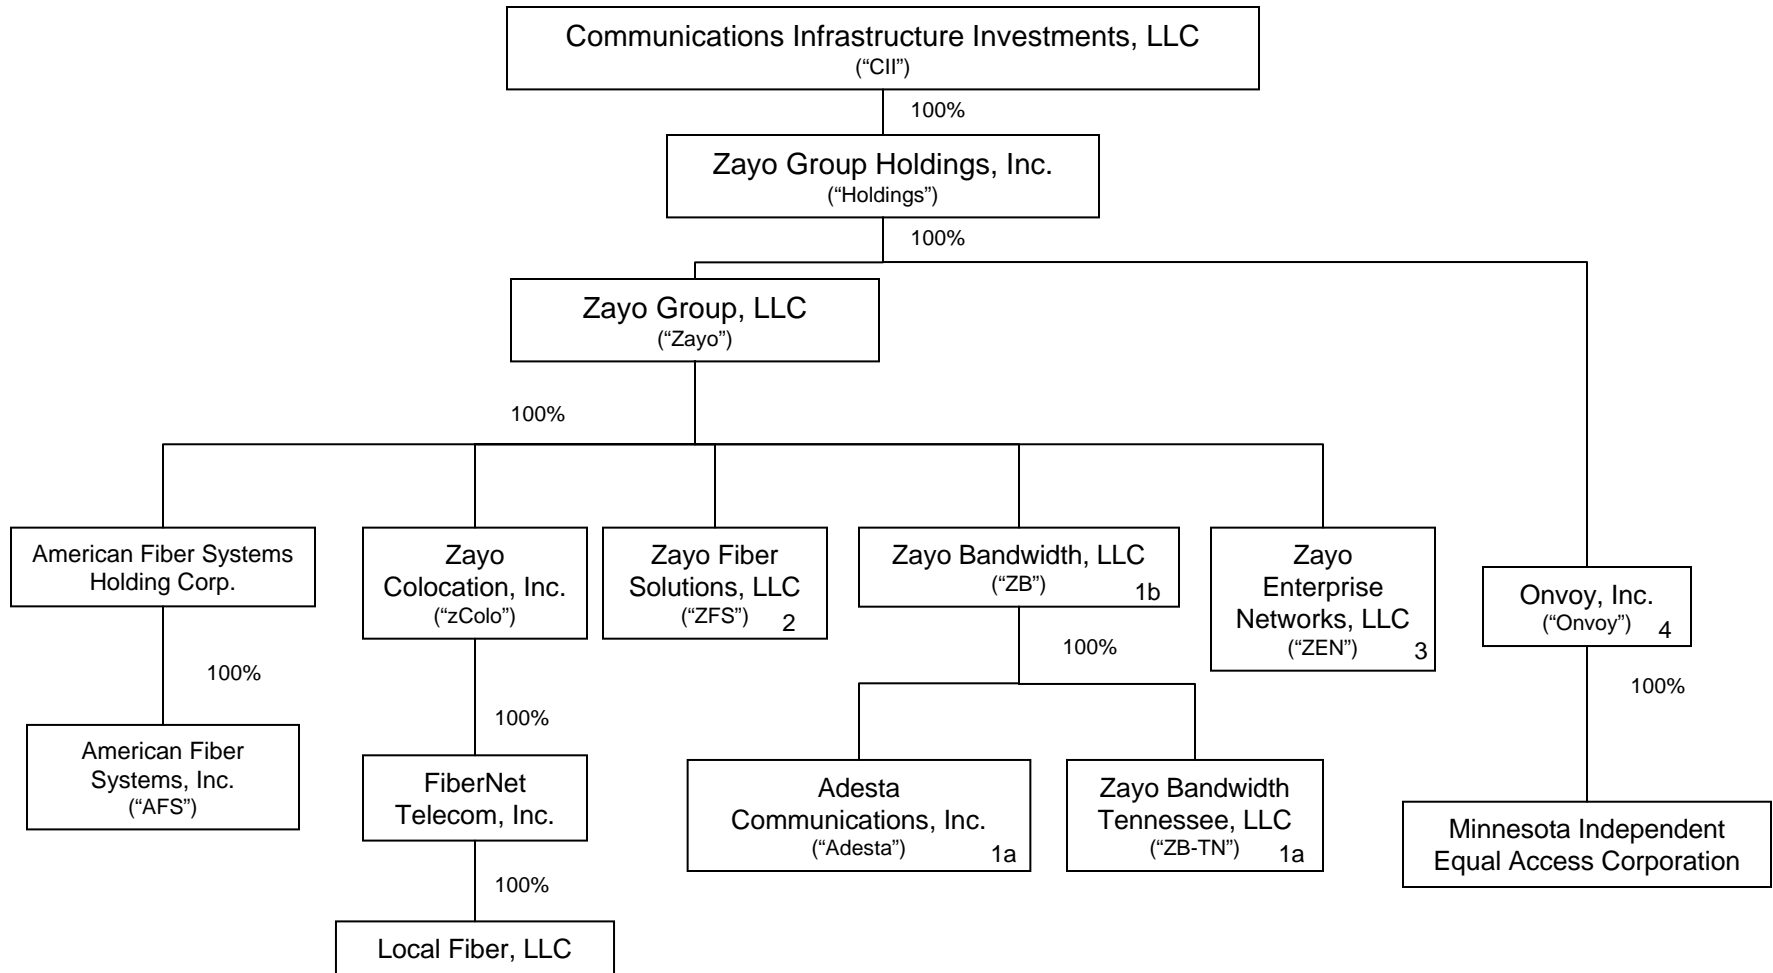 Communications Infrastructure Investments, LLC
(“CII”)
100%
Zayo Group Holdings, Inc.
(“Holdings”)
100%
Zayo Group, LLC
(“Zayo”)
100%
American Fiber Systems
Holding Corp.
Zayo
Colocation, Inc.
(“zColo”)
Zayo Fiber
Solutions, LLC
(“ZFS”)
2
Zayo Bandwidth, LLC
(“ZB”)
1b
Zayo
Enterprise
Networks, LLC
(“ZEN”)
3
Onvoy, Inc.
(“Onvoy”)
4
100%
100%
100%
100%
American Fiber
Systems, Inc.
(“AFS”)
FiberNet
Telecom, Inc.
Adesta
Communications, Inc.
(“Adesta”)
1a
Zayo Bandwidth
Tennessee, LLC
(“ZB-TN”)
1a
Minnesota Independent
Equal Access Corporation
100%
Local Fiber, LLC